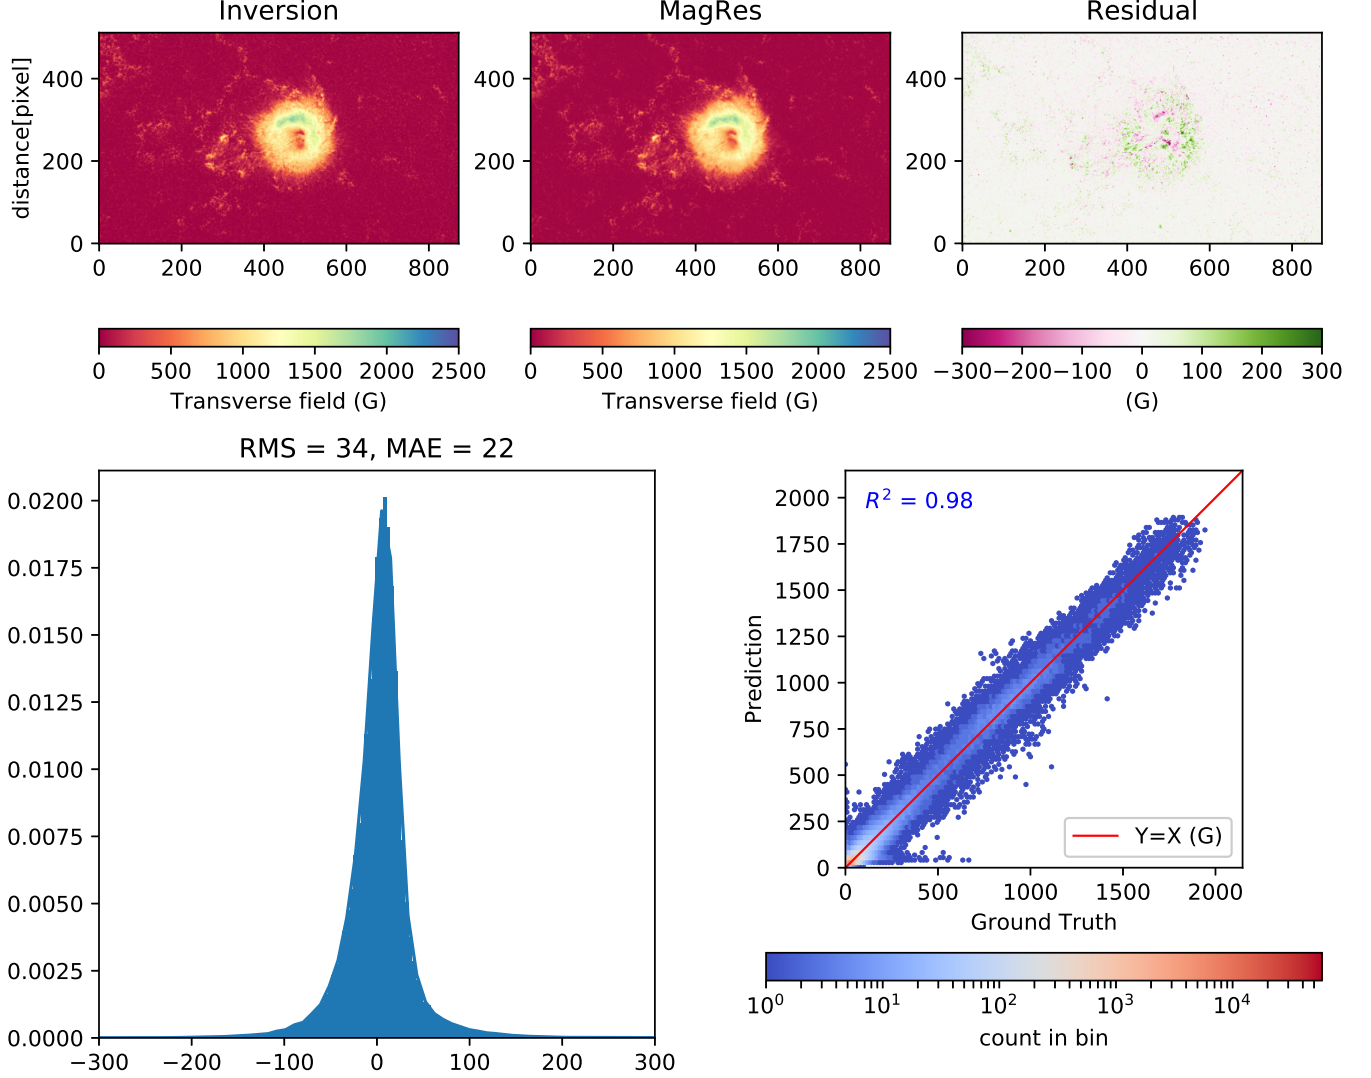 Inversion
MagRes
Residual
distance[pixel]
400
200
0
0 200 400 600 800
400
200
0
0 200 400 600 800
400
200
0
0 200 400 600 800
0 500 1000 1500 2000 2500
Transverse field (G)
0 500 1000 1500 2000 2500
Transverse field (G)
−300 −200 −100 0 100 200 300
(G)
RMS = 34, MAE = 22
0.0200
0.0175
0.0150
0.0125
0.0100
0.0075
0.0050
0.0025
0.0000
−300 −200 −100 0 100 200 300
R² = 0.98
Prediction
2000
1750
1500
1250
1000
750
500
250
0
Y=X (G)
0 500 1000 1500 2000
Ground Truth
10⁰ 10¹ 10² 10³ 10⁴
count in bin